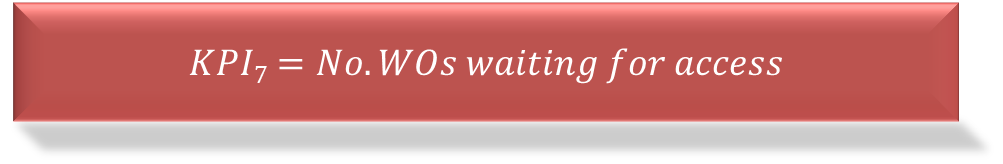 KPI₇ = No. WOs waiting for access